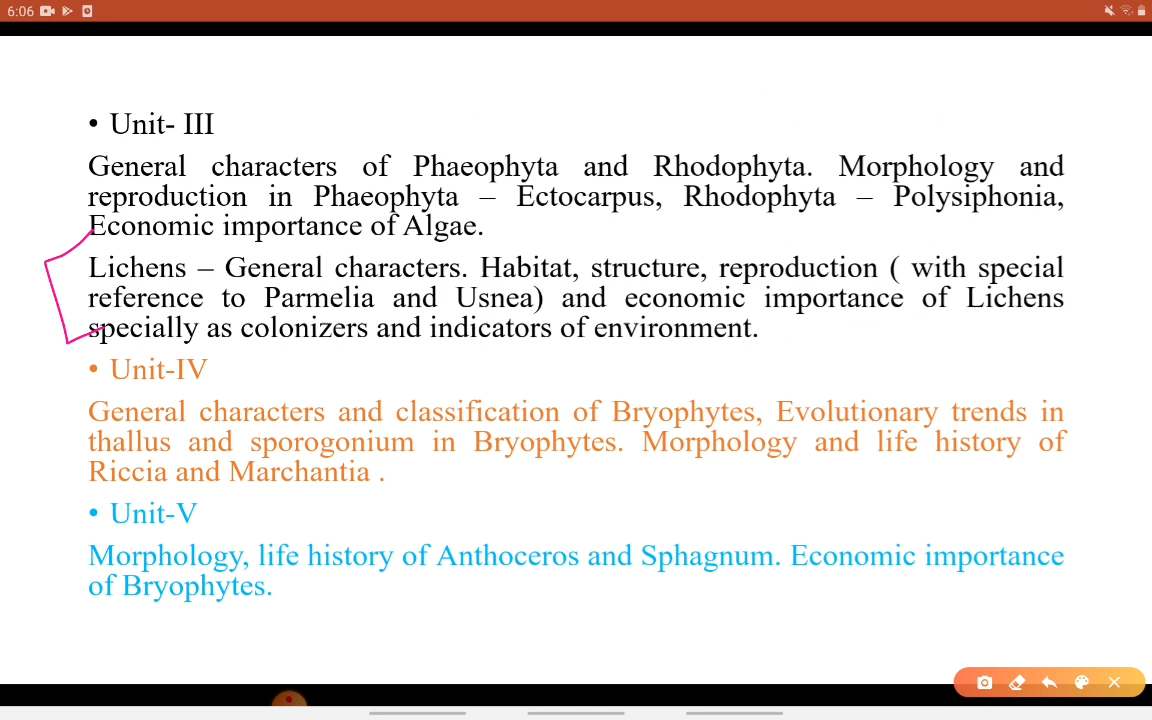 6:06
• Unit- III
General characters of Phaeophyta and Rhodophyta. Morphology and
reproduction in Phaeophyta – Ectocarpus, Rhodophyta – Polysiphonia,
Economic importance of Algae.
Lichens – General characters. Habitat, structure, reproduction ( with special
reference to Parmelia and Usnea) and economic importance of Lichens
specially as colonizers and indicators of environment.
• Unit-IV
General characters and classification of Bryophytes, Evolutionary trends in
thallus and sporogonium in Bryophytes. Morphology and life history of
Riccia and Marchantia .
• Unit-V
Morphology, life history of Anthoceros and Sphagnum. Economic importance
of Bryophytes.